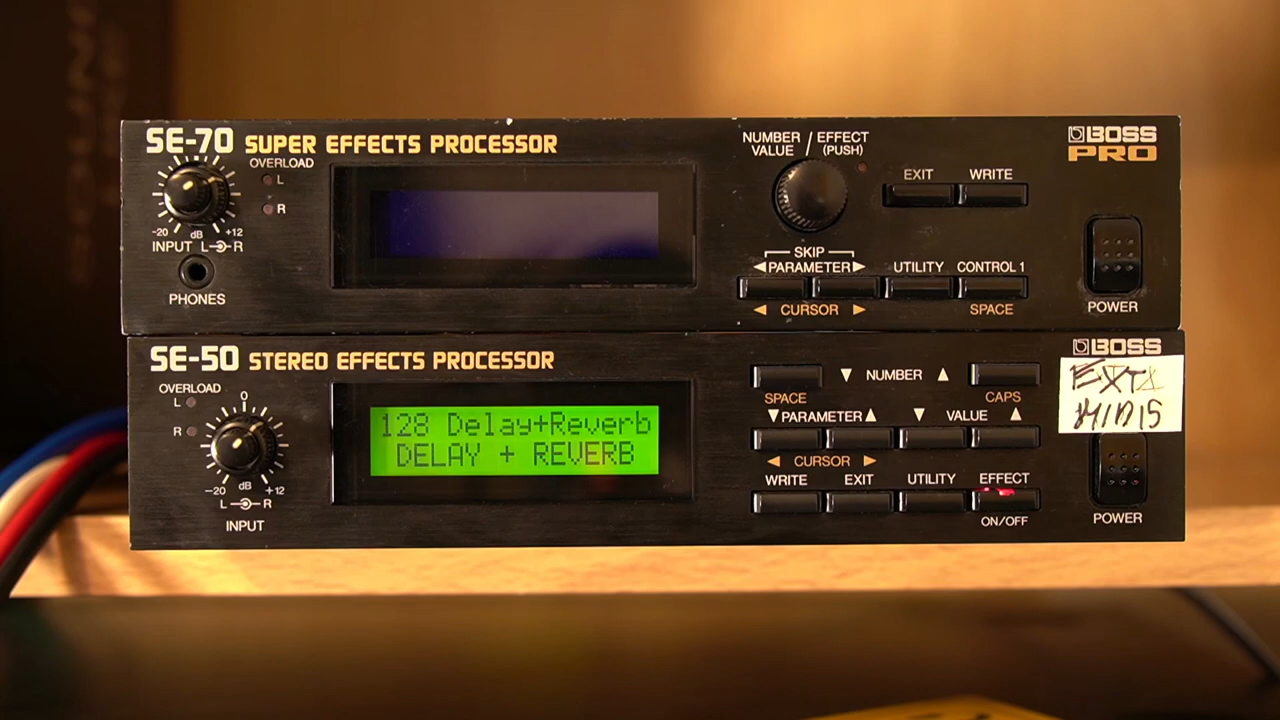 SE-70 SUPER EFFECTS PROCESSOR
OVERLOAD
L
R
-20 dB +12
INPUT L R
PHONES
NUMBER / EFFECT
VALUE (PUSH)
EXIT WRITE
SKIP
◀PARAMETER▶
UTILITY CONTROL 1
◀ CURSOR ▶
SPACE
BOSS
PRO
POWER
SE-50 STEREO EFFECTS PROCESSOR
OVERLOAD
L
R
0
-20 dB +12
L R
INPUT
128 Delay+Reverb
DELAY + REVERB
▼ NUMBER ▲
SPACE CAPS
▼PARAMETER▲ ▼ VALUE ▲
◀ CURSOR ▶
WRITE EXIT UTILITY EFFECT
ON/OFF
BOSS
POWER